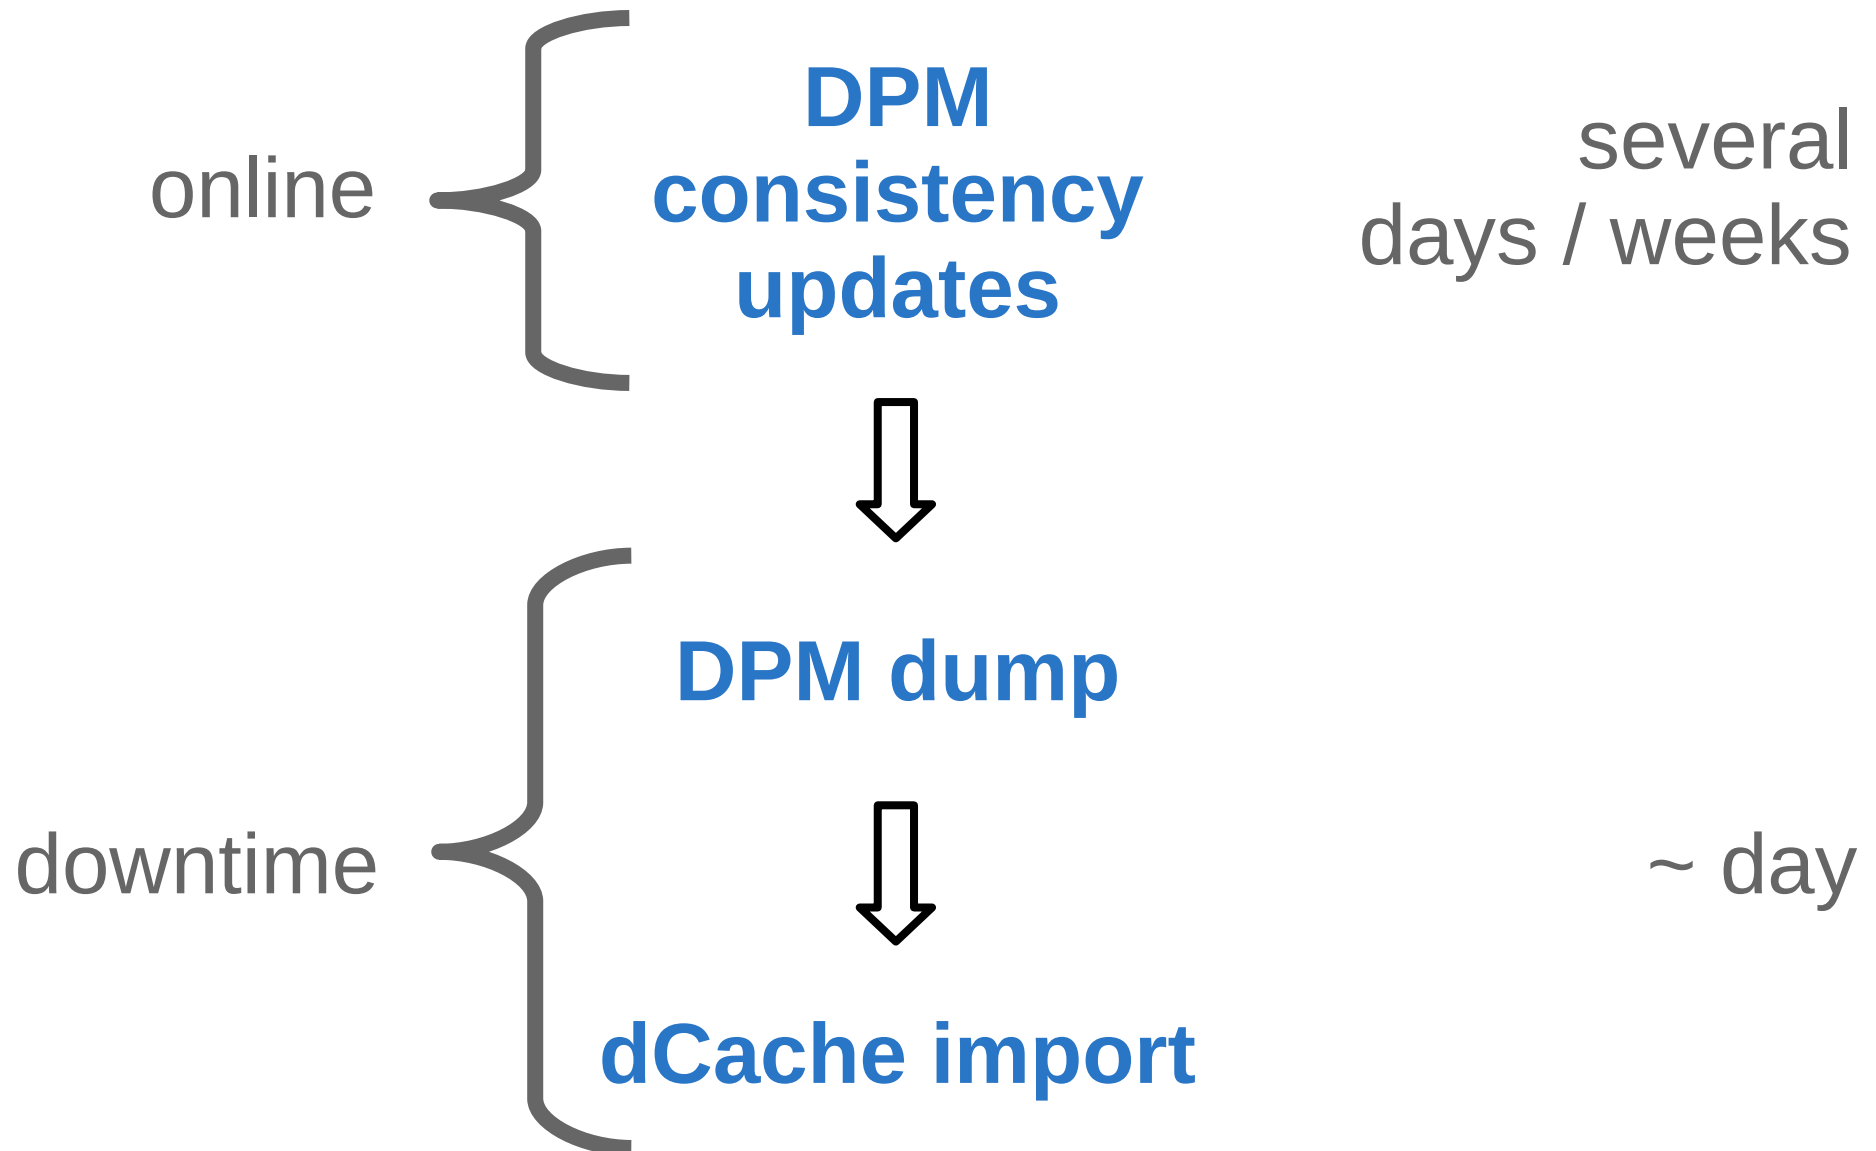 online
DPM
consistency
updates
several
days / weeks
DPM dump
downtime
~ day
dCache import